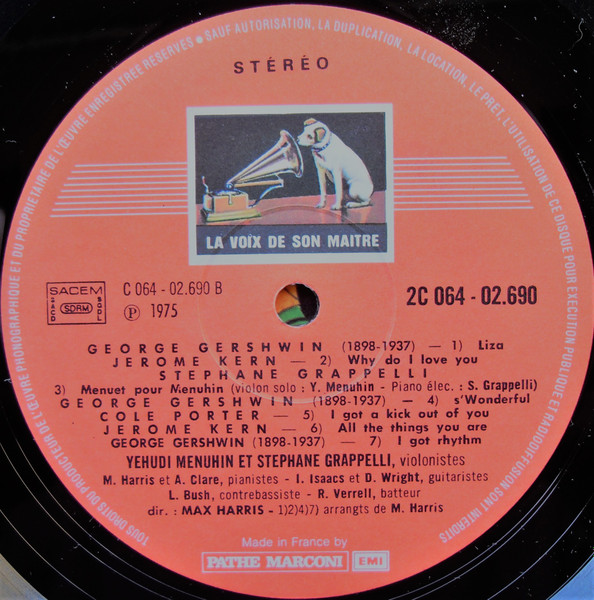 TOUS DROITS DU PRODUCTEUR DE L'ŒUVRE PHONOGRAPHIQUE ET DU PROPRIETAIRE DE L'ŒUVRE ENREGISTREE RESERVES ● SAUF AUTORISATION, LA DUPLICATION, LA LOCATION, LE PRET, L'UTILISATION DE CE DISQUE POUR EXECUTION PUBLIQUE ET RADIODIFFUSION SONT INTERDITS
STÉRÉO
LA VOIX DE SON MAITRE
SACEM
SACD
SDRM
SGDL
C 064 - 02.690 B
Ⓟ 1975
2C 064 - 02.690
GEORGE GERSHWIN (1898-1937) — 1) Liza
JEROME KERN — 2) Why do I love you
STEPHANE GRAPPELLI
3) Menuet pour Menuhin (violon solo : Y. Menuhin - Piano élec. : S. Grappelli)
GEORGE GERSHWIN (1898-1937) — 4) s'Wonderful
COLE PORTER — 5) I got a kick out of you
JEROME KERN — 6) All the things you are
GEORGE GERSHWIN (1898-1937) — 7) I got rhythm
YEHUDI MENUHIN ET STEPHANE GRAPPELLI, violonistes
M. Harris et A. Clare, pianistes - I. Isaacs et D. Wright, guitaristes
L. Bush, contrebassiste - R. Verrell, batteur
dir. : MAX HARRIS - 1)2)4)7) arrangts de M. Harris
Made in France by
PATHE MARCONI EMI